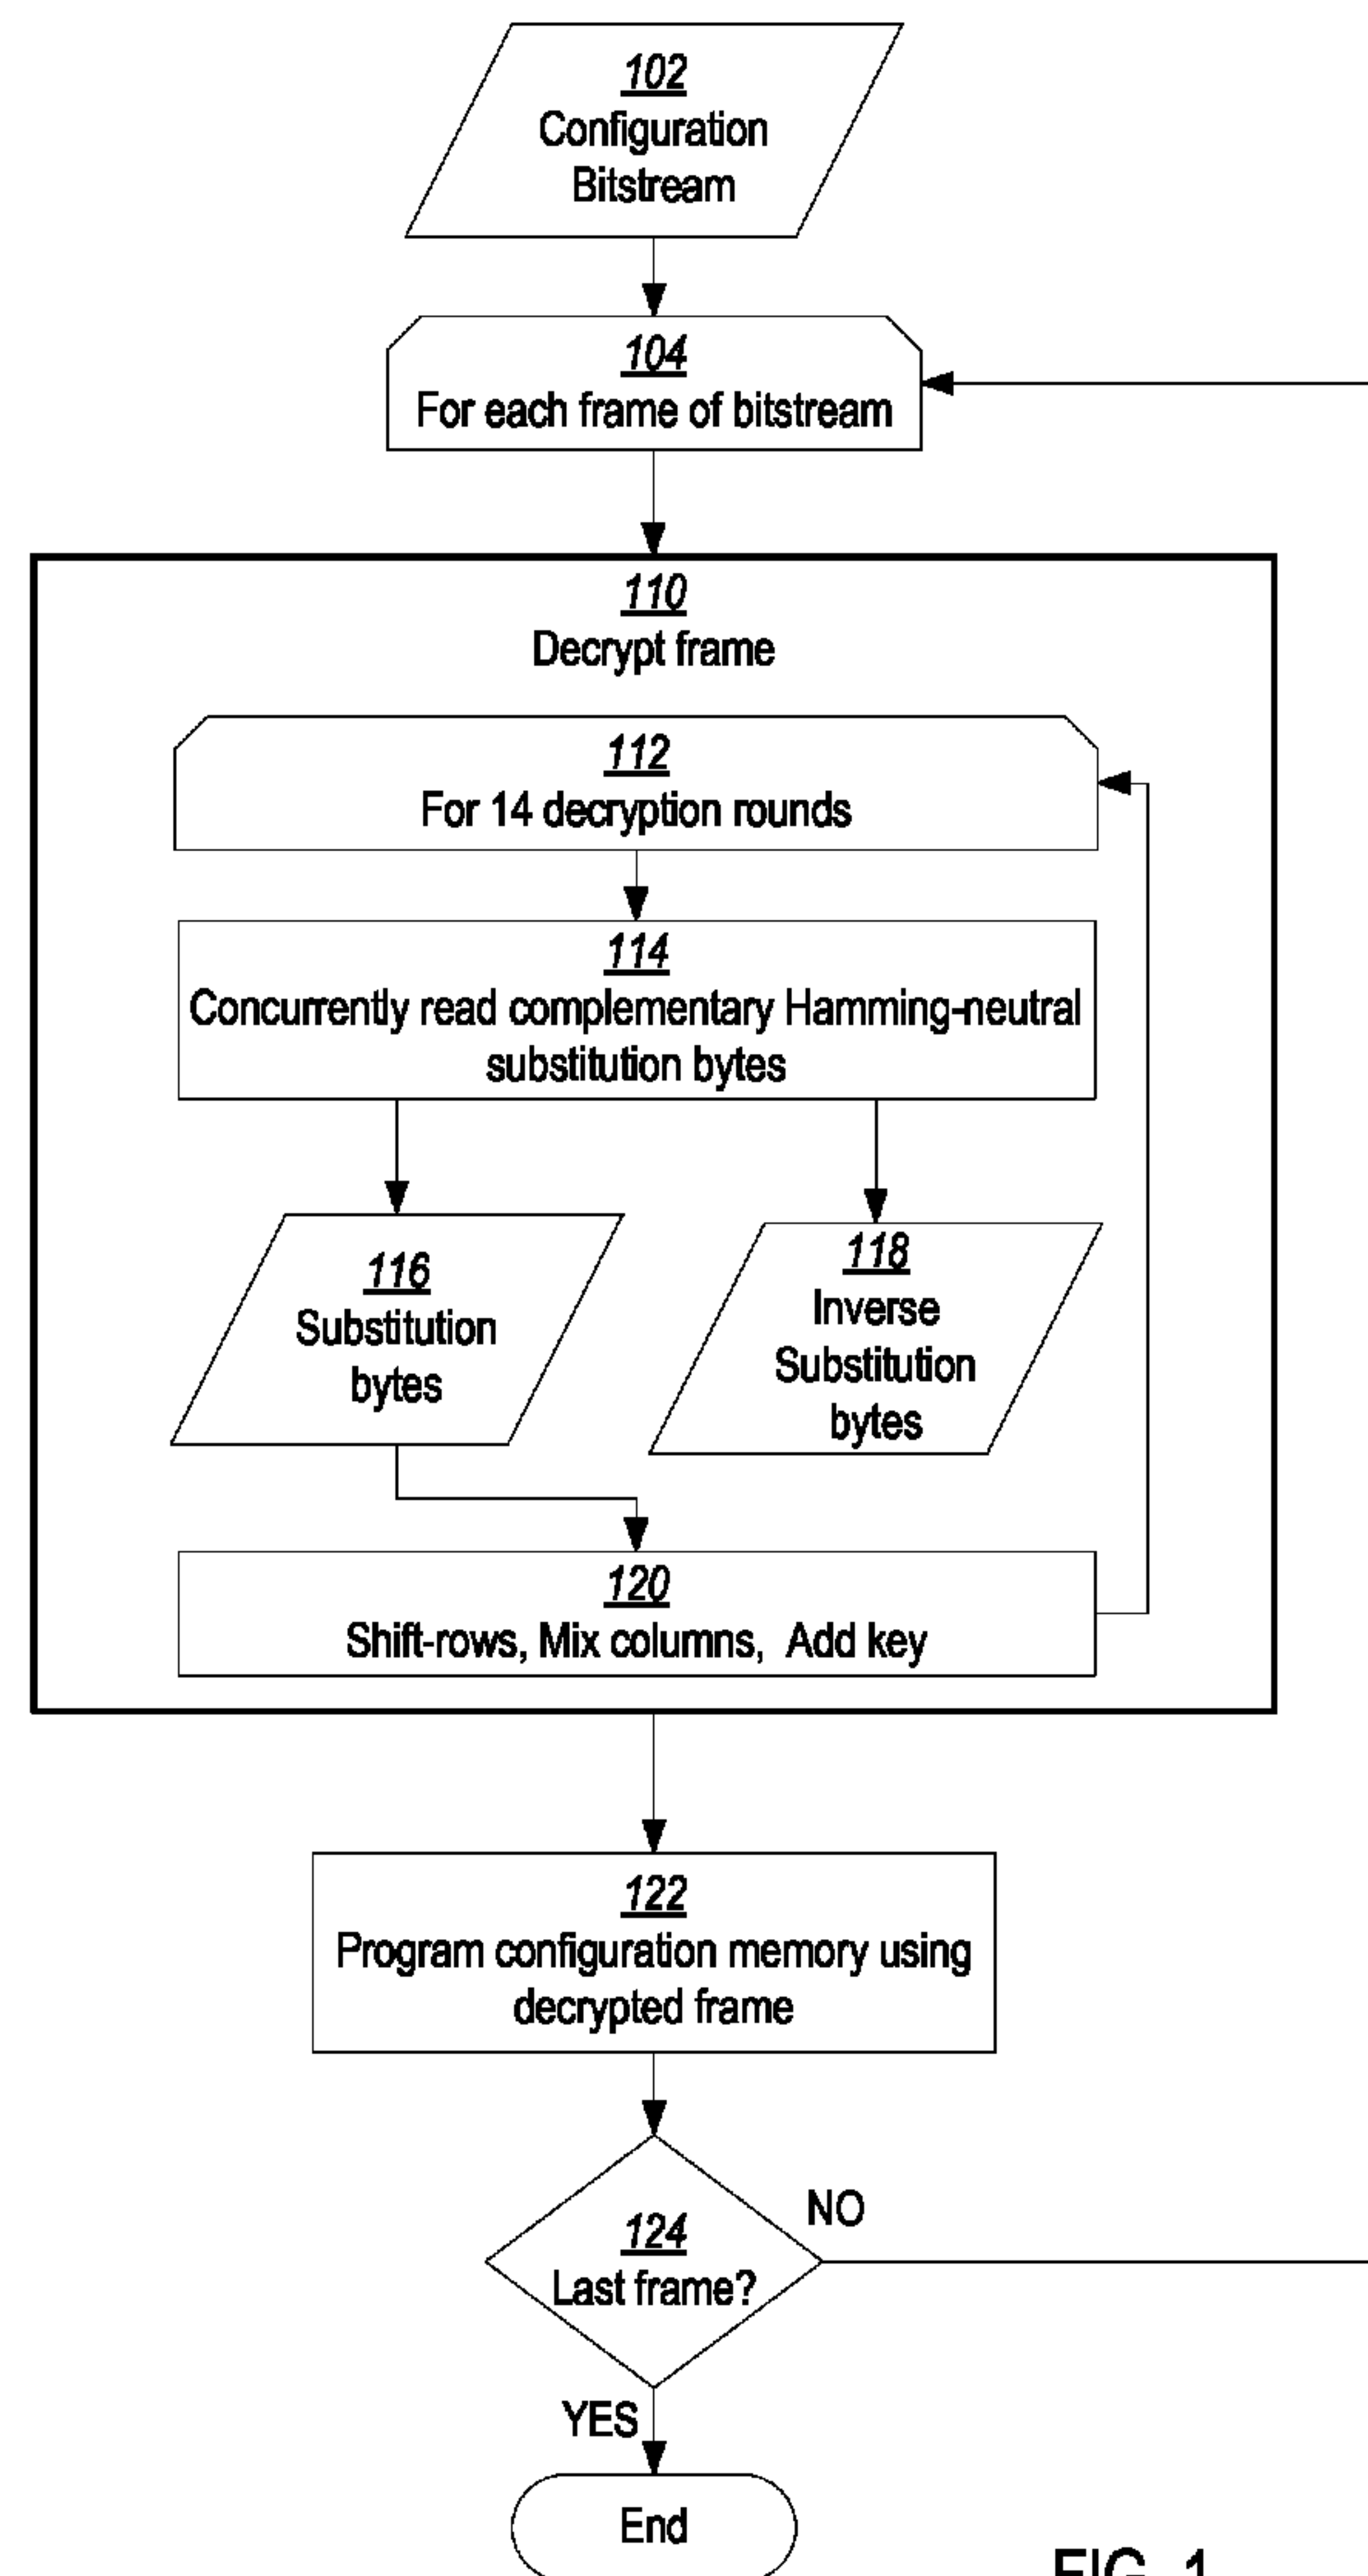 102
Configuration
Bitstream
104
For each frame of bitstream
110
Decrypt frame
112
For 14 decryption rounds
114
Concurrently read complementary Hamming-neutral
substitution bytes
116
Substitution
bytes
118
Inverse
Substitution
bytes
120
Shift-rows, Mix columns, Add key
122
Program configuration memory using
decrypted frame
124
Last frame?
NO
YES
End
FIG. 1